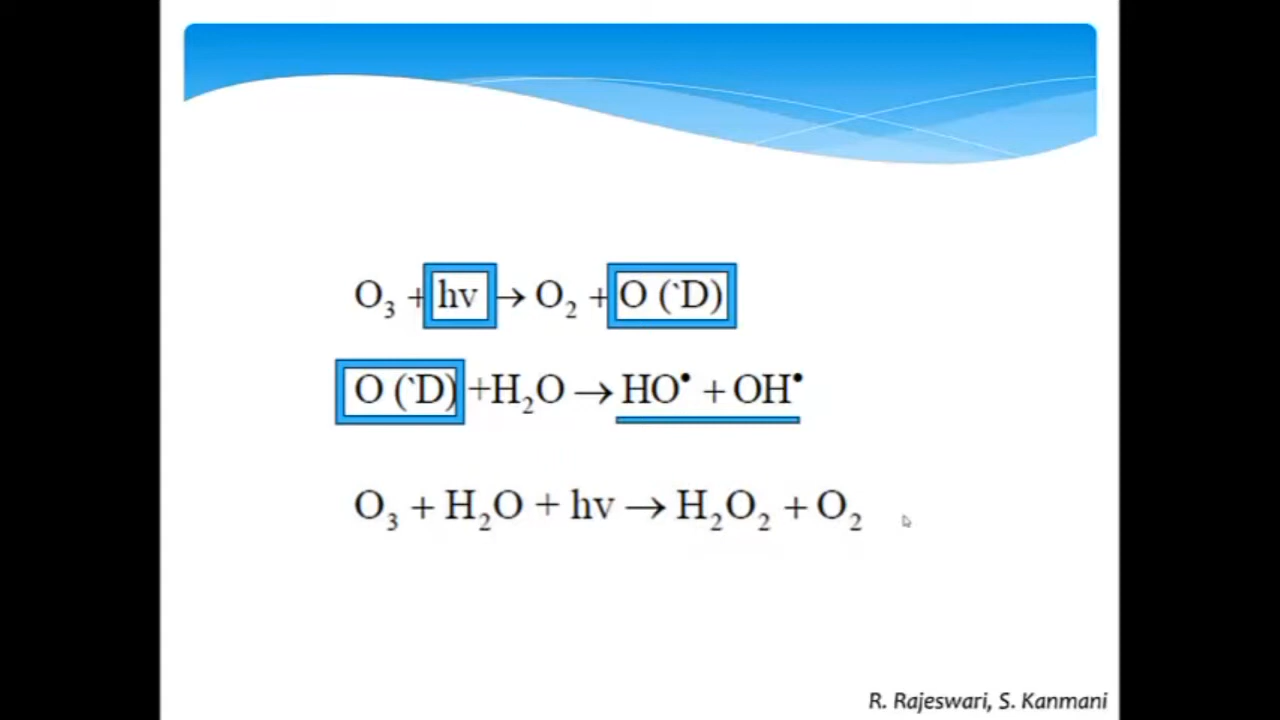 O₃ + hv → O₂ + O (`D)
O (`D) +H₂O → HO• + OH•
O₃ + H₂O + hv → H₂O₂ + O₂
R. Rajeswari, S. Kanmani